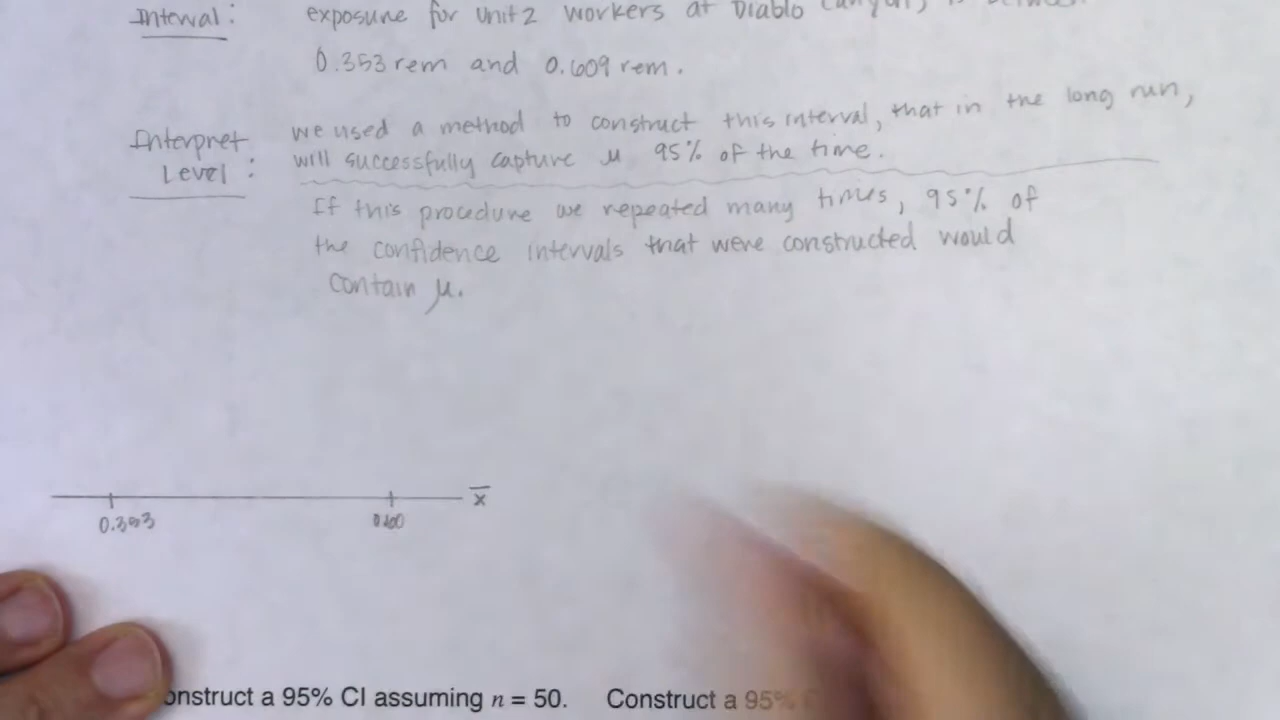 Interval: exposure for unit 2 workers at Diablo Canyon, is between
0.353 rem and 0.609 rem.
Interpret Level: we used a method to construct this interval, that in the long run,
will successfully capture μ 95% of the time.
If this procedure we repeated many times, 95% of
the confidence intervals that were constructed would
contain μ.
x̄
onstruct a 95% CI assuming n = 50. Construct a 95%